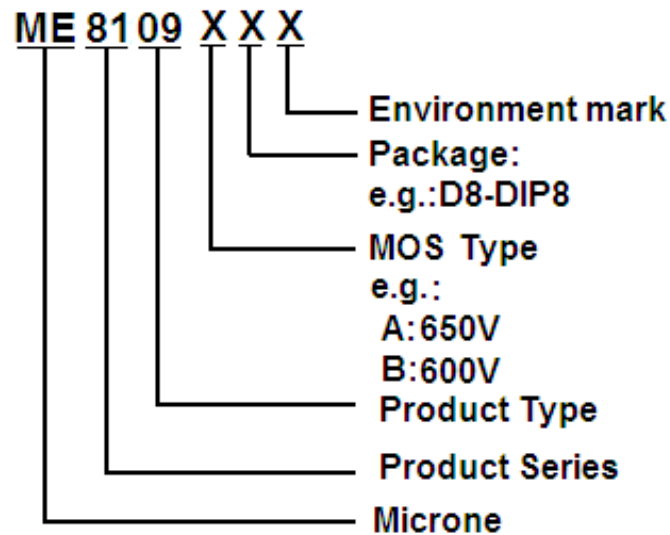 ME 81 09 X X X
Environment mark
Package:
e.g.:D8-DIP8
MOS Type
e.g.:
A:650V
B:600V
Product Type
Product Series
Microne